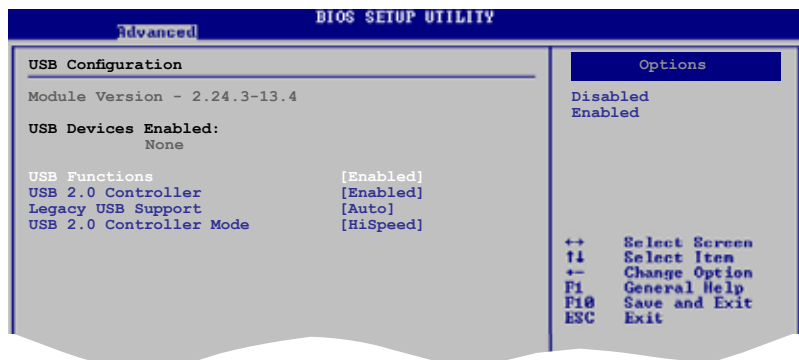 BIOS SETUP UTILITY
Advanced
USB Configuration
Module Version - 2.24.3-13.4
USB Devices Enabled:
None
USB Functions [Enabled]
USB 2.0 Controller [Enabled]
Legacy USB Support [Auto]
USB 2.0 Controller Mode [HiSpeed]
Options
Disabled
Enabled
↔ Select Screen
↑↓ Select Item
+- Change Option
F1 General Help
F10 Save and Exit
ESC Exit